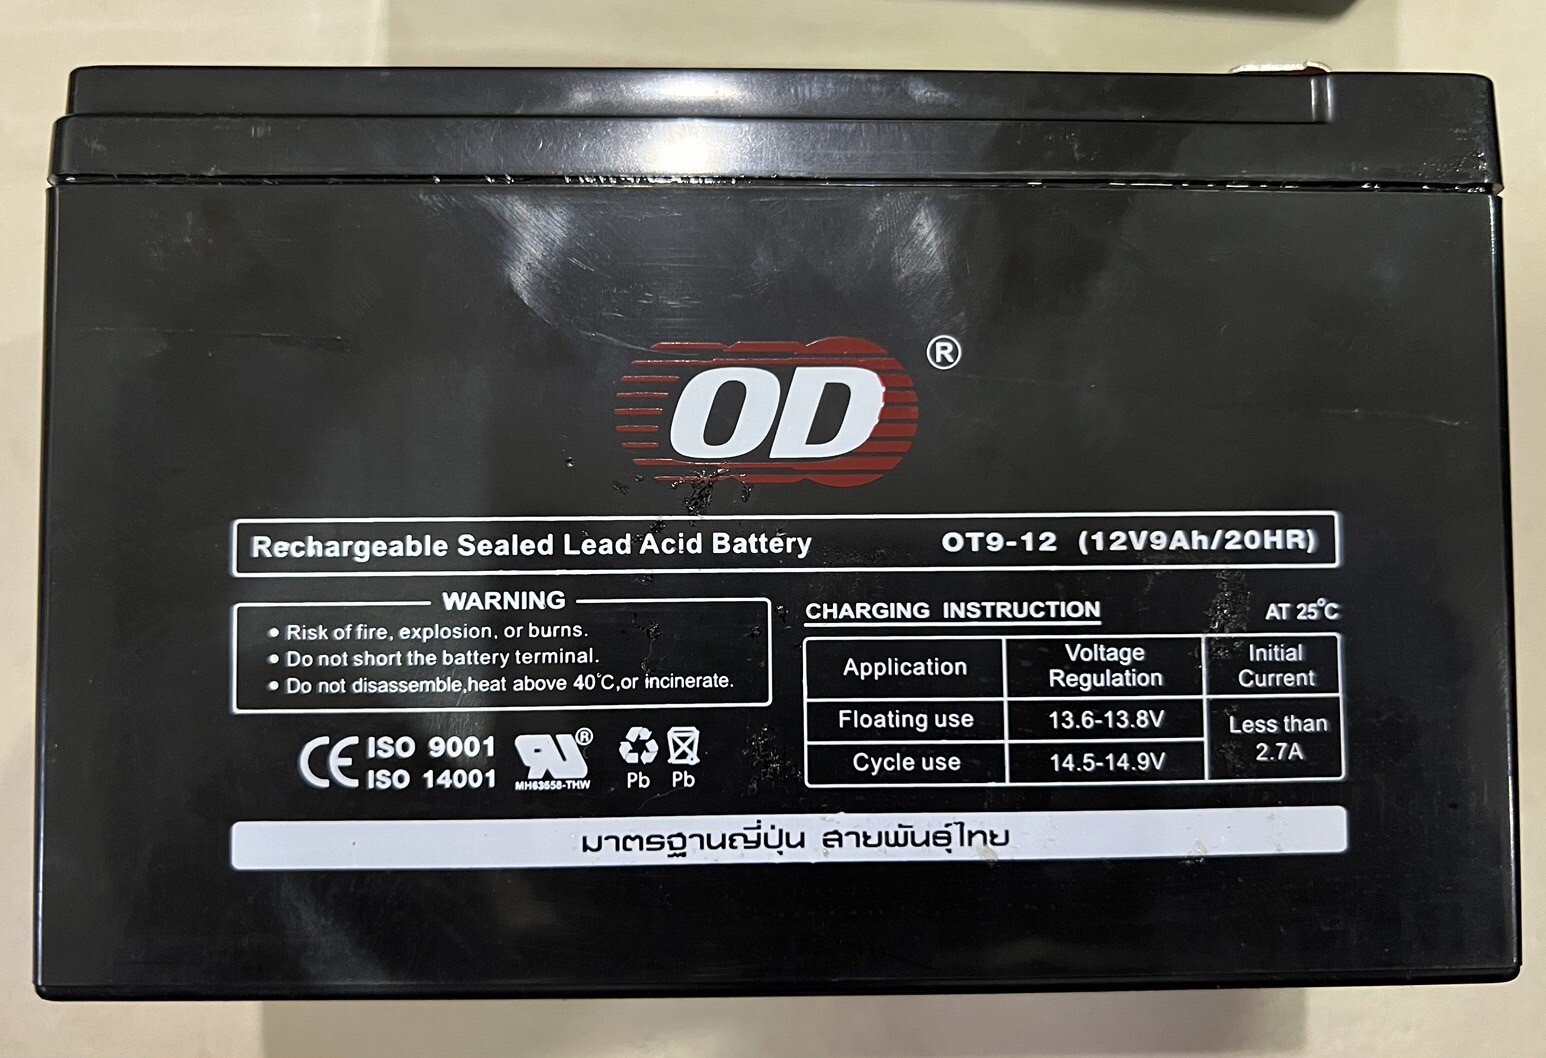 OD®
Rechargeable Sealed Lead Acid Battery OT9-12 (12V9Ah/20HR)
WARNING
• Risk of fire, explosion, or burns.
• Do not short the battery terminal.
• Do not disassemble,heat above 40°C,or incinerate.
CE ISO 9001
ISO 14001
RU®
MH63658-THW
Pb Pb
CHARGING INSTRUCTION AT 25°C
Application Voltage Regulation Initial Current
Floating use 13.6-13.8V Less than 2.7A
Cycle use 14.5-14.9V
มาตรฐานญี่ปุ่น สายพันธุ์ไทย